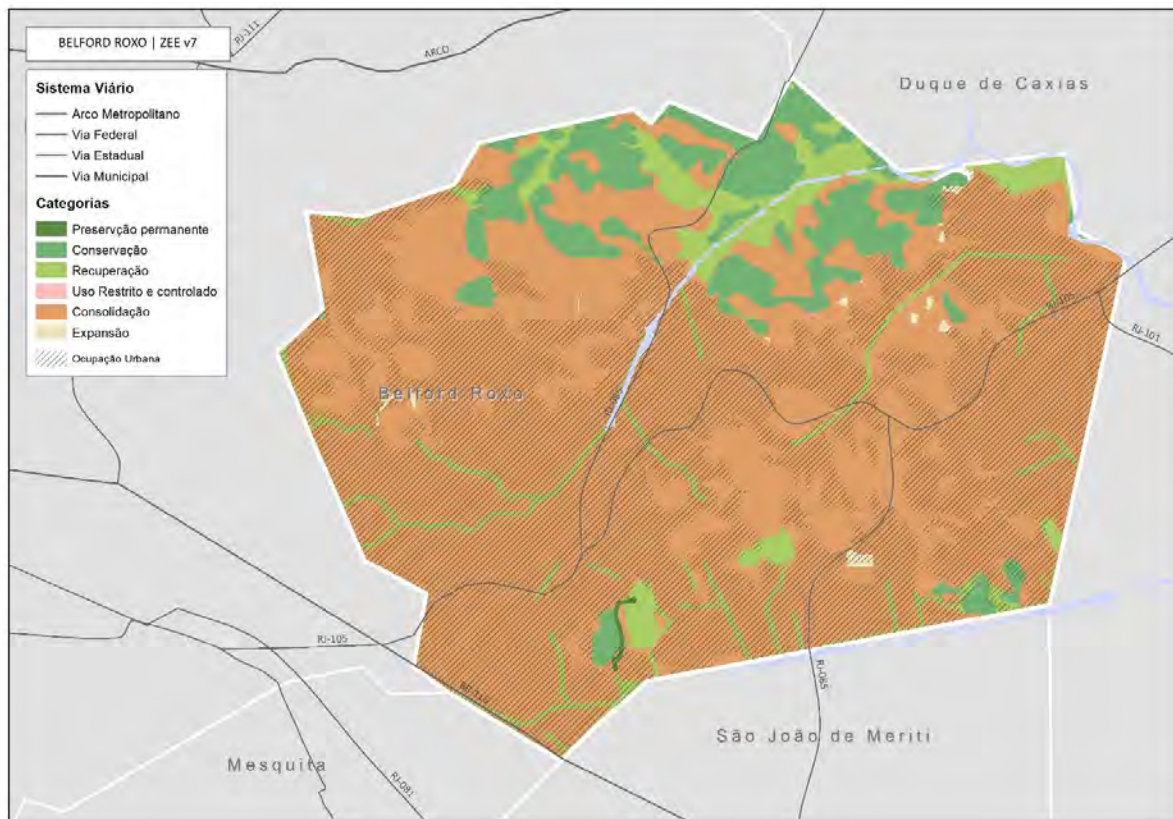 BELFORD ROXO | ZEE v7
Sistema Viário
Arco Metropolitano
Via Federal
Via Estadual
Via Municipal
Categorias
Preservção permanente
Conservação
Recuperação
Uso Restrito e controlado
Consolidação
Expansão
Ocupação Urbana
RJ-111
ARCO
Duque de Caxias
RJ-101
Belford Roxo
RJ-105
RJ-085
São João de Meriti
Mesquita
RJ-081